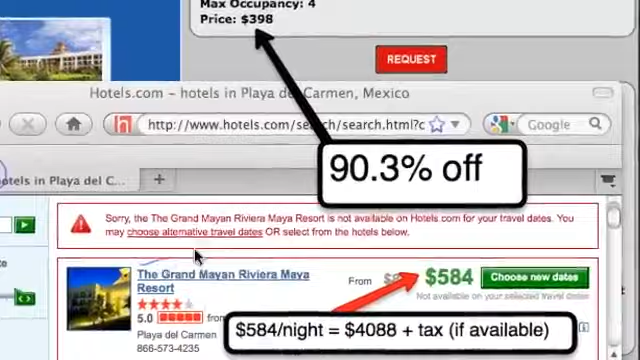 Max Occupancy: 4
Price: $398
REQUEST
Hotels.com – hotels in Playa del Carmen, Mexico
http://www.hotels.com/search/search.html?c
Google
90.3% off
otels in Playa del C...
Sorry, the The Grand Mayan Riviera Maya Resort is not available on Hotels.com for your travel dates. You
may choose alternative travel dates OR select from the hotels below.
The Grand Mayan Riviera Maya
Resort
From
$584
Choose new dates
Not available on your selected travel dates
5.0
from
Playa del Carmen
866-573-4235
$584/night = $4088 + tax (if available)